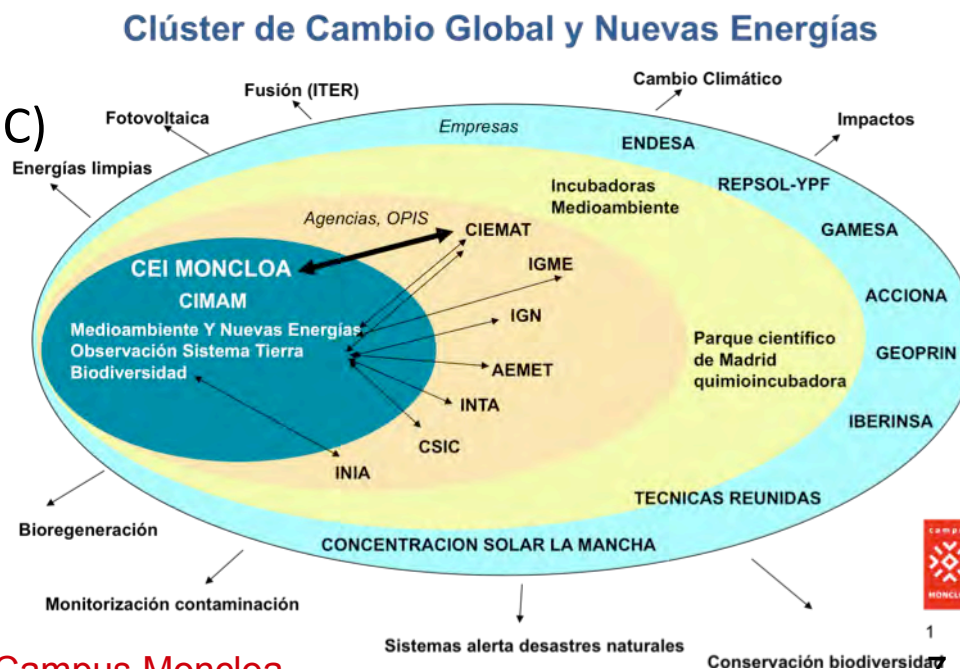 Clúster de Cambio Global y Nuevas Energías
C)
Fusión (ITER)
Cambio Climático
Fotovoltaica
Impactos
Energías limpias
Empresas
ENDESA
Incubadoras
Medioambiente
REPSOL-YPF
Agencias, OPIS
CIEMAT
GAMESA
CEI MONCLOA
IGME
CIMAM
ACCIONA
IGN
Medioambiente Y Nuevas Energías
Observación Sistema Tierra
Biodiversidad
Parque científico
de Madrid
quimioincubadora
GEOPRIN
AEMET
INTA
IBERINSA
CSIC
INIA
TECNICAS REUNIDAS
CONCENTRACION SOLAR LA MANCHA
Bioregeneración
Monitorización contaminación
Sistemas alerta desastres naturales
Conservación biodiversidad
1
7
Campus Moncloa